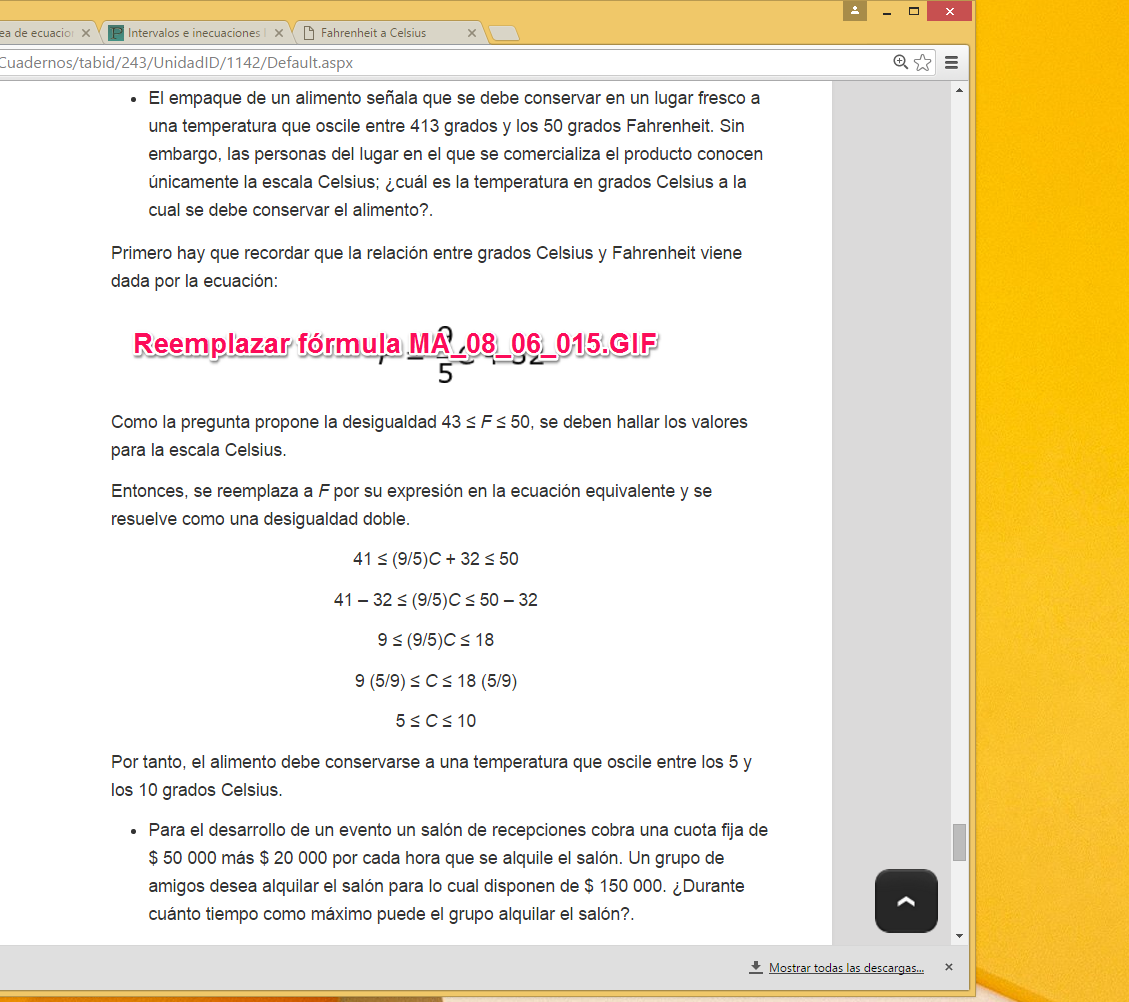 ea de ecuacio
Intervalos e inecuaciones
Fahrenheit a Celsius
Cuadernos/tabid/243/UnidadID/1142/Default.aspx
• El empaque de un alimento señala que se debe conservar en un lugar fresco a
una temperatura que oscile entre 413 grados y los 50 grados Fahrenheit. Sin
embargo, las personas del lugar en el que se comercializa el producto conocen
únicamente la escala Celsius; ¿cuál es la temperatura en grados Celsius a la
cual se debe conservar el alimento?.
Primero hay que recordar que la relación entre grados Celsius y Fahrenheit viene
dada por la ecuación:
Reemplazar fórmula MA_08_06_015.GIF
5
Como la pregunta propone la desigualdad 43 ≤ F ≤ 50, se deben hallar los valores
para la escala Celsius.
Entonces, se reemplaza a F por su expresión en la ecuación equivalente y se
resuelve como una desigualdad doble.
41 ≤ (9/5)C + 32 ≤ 50
41 – 32 ≤ (9/5)C ≤ 50 – 32
9 ≤ (9/5)C ≤ 18
9 (5/9) ≤ C ≤ 18 (5/9)
5 ≤ C ≤ 10
Por tanto, el alimento debe conservarse a una temperatura que oscile entre los 5 y
los 10 grados Celsius.
• Para el desarrollo de un evento un salón de recepciones cobra una cuota fija de
$ 50 000 más $ 20 000 por cada hora que se alquile el salón. Un grupo de
amigos desea alquilar el salón para lo cual disponen de $ 150 000. ¿Durante
cuánto tiempo como máximo puede el grupo alquilar el salón?.
Mostrar todas las descargas...